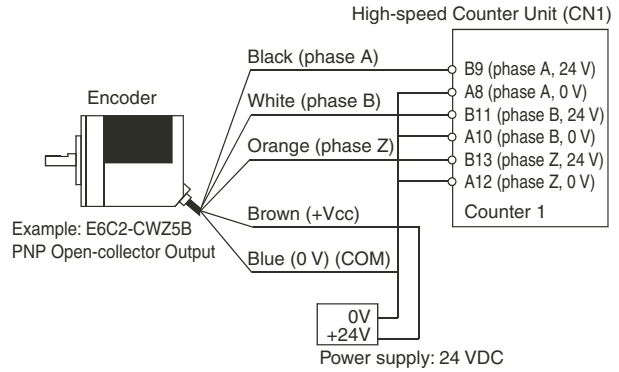 High-speed Counter Unit (CN1)
Black (phase A)
B9 (phase A, 24 V)
Encoder
A8 (phase A, 0 V)
White (phase B)
B11 (phase B, 24 V)
A10 (phase B, 0 V)
Orange (phase Z)
B13 (phase Z, 24 V)
A12 (phase Z, 0 V)
Brown (+Vcc)
Counter 1
Example: E6C2-CWZ5B
PNP Open-collector Output
Blue (0 V) (COM)
0V
+24V
Power supply: 24 VDC